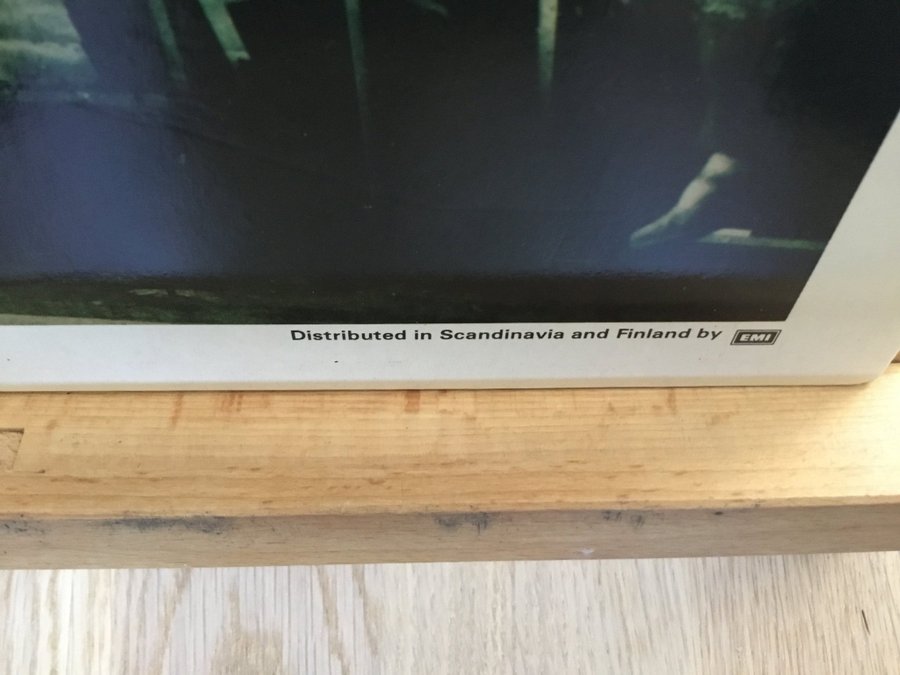 Distributed in Scandinavia and Finland by EMI